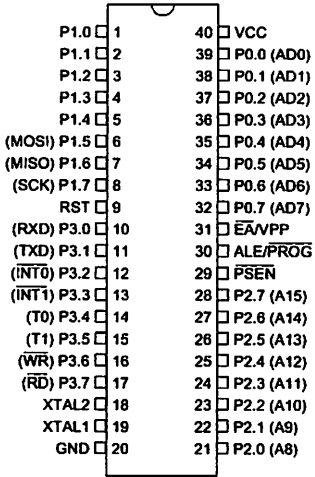 P1.0 1 40 VCC
P1.1 2 39 P0.0 (AD0)
P1.2 3 38 P0.1 (AD1)
P1.3 4 37 P0.2 (AD2)
P1.4 5 36 P0.3 (AD3)
(MOSI) P1.5 6 35 P0.4 (AD4)
(MISO) P1.6 7 34 P0.5 (AD5)
(SCK) P1.7 8 33 P0.6 (AD6)
RST 9 32 P0.7 (AD7)
(RXD) P3.0 10 31 E̅A̅/VPP
(TXD) P3.1 11 30 ALE/P̅R̅O̅G̅
(I̅N̅T̅0̅) P3.2 12 29 P̅S̅E̅N̅
(I̅N̅T̅1̅) P3.3 13 28 P2.7 (A15)
(T0) P3.4 14 27 P2.6 (A14)
(T1) P3.5 15 26 P2.5 (A13)
(W̅R̅) P3.6 16 25 P2.4 (A12)
(R̅D̅) P3.7 17 24 P2.3 (A11)
XTAL2 18 23 P2.2 (A10)
XTAL1 19 22 P2.1 (A9)
GND 20 21 P2.0 (A8)